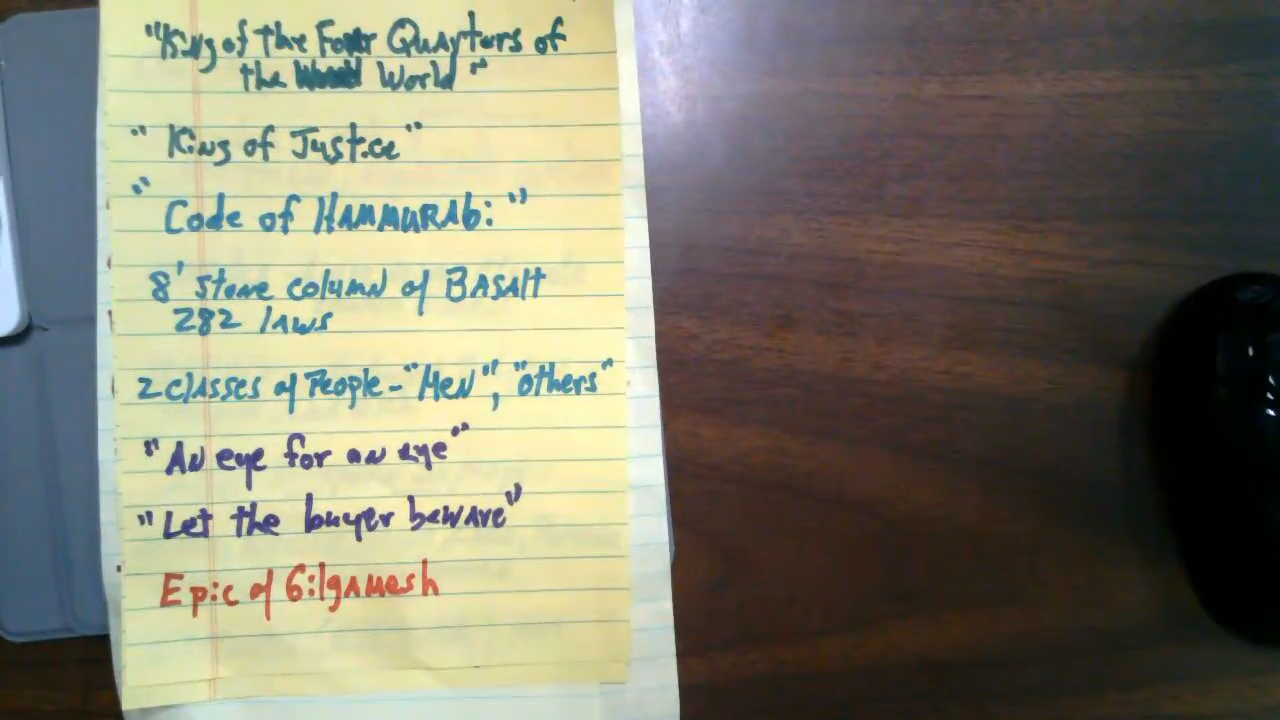 "King of the Four Quarters of
the World"
"King of Justice"
"Code of Hammurabi"
8' stone column of Basalt
282 laws
2 classes of People - "Men", "others"
"An eye for an eye"
"Let the buyer beware"
Epic of Gilgamesh